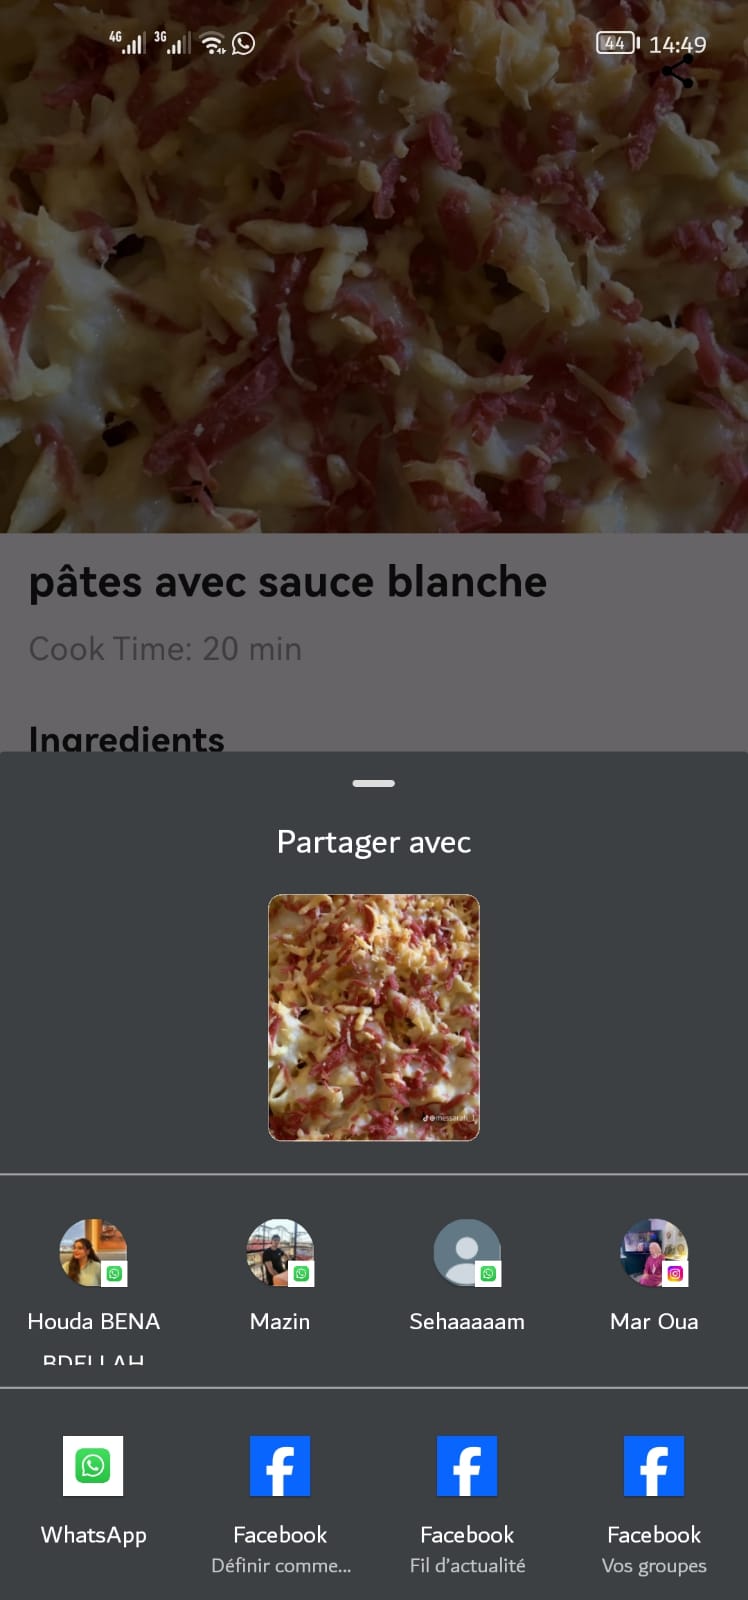 4G 3G 44 14:49
pâtes avec sauce blanche
Cook Time: 20 min
Ingredients
Partager avec
Houda BENA
BDELLAH
Mazin
Sehaaaaam
Mar Oua
WhatsApp
Facebook
Définir comme...
Facebook
Fil d'actualité
Facebook
Vos groupes